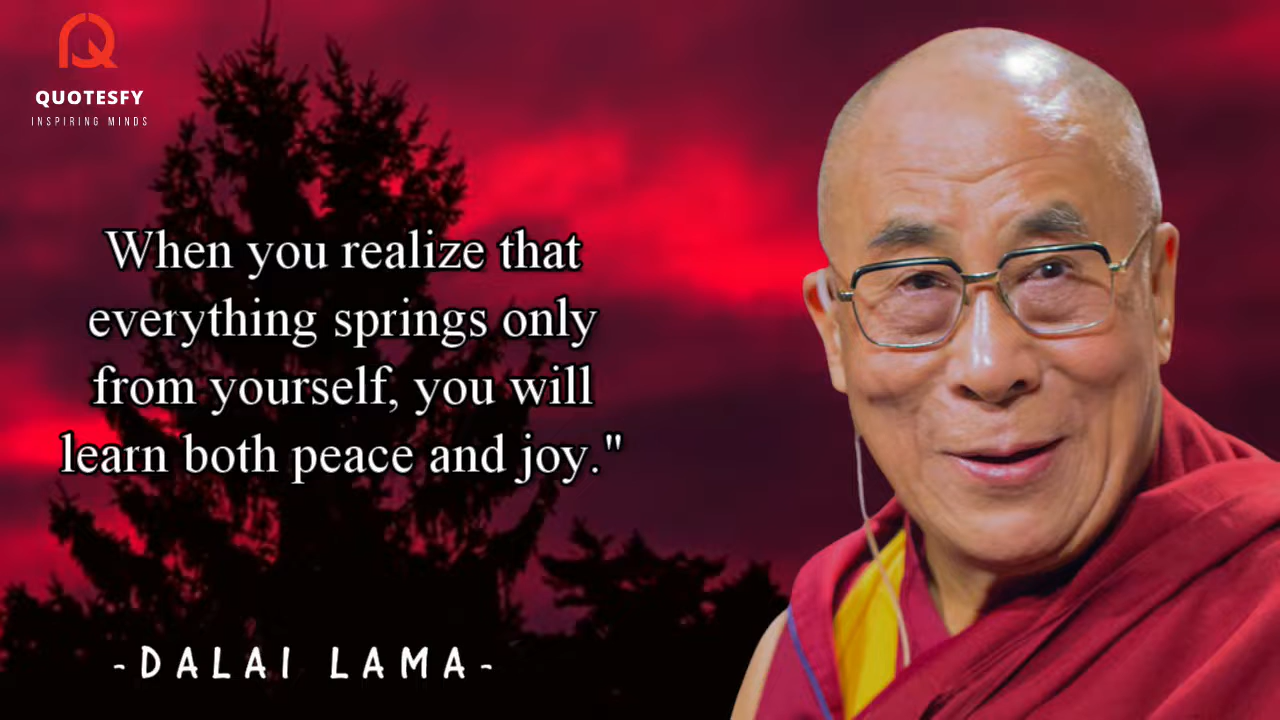 QUOTESFY
INSPIRING MINDS
When you realize that
everything springs only
from yourself, you will
learn both peace and joy."
-DALAI LAMA-